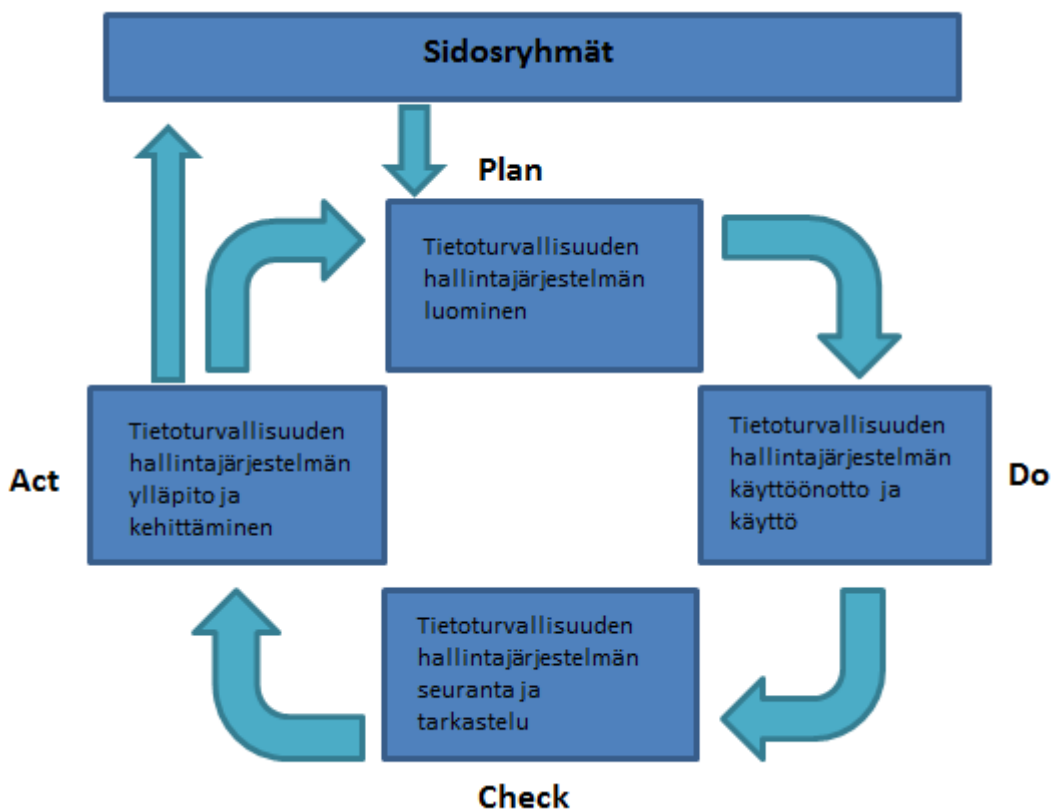 Sidosryhmät
Plan
Tietoturvallisuuden
hallintajärjestelmän
luominen
Act
Tietoturvallisuuden
hallintajärjestelmän
ylläpito ja
kehittäminen
Tietoturvallisuuden
hallintajärjestelmän
käyttöönotto ja
käyttö
Do
Tietoturvallisuuden
hallintajärjestelmän
seuranta ja
tarkastelu
Check